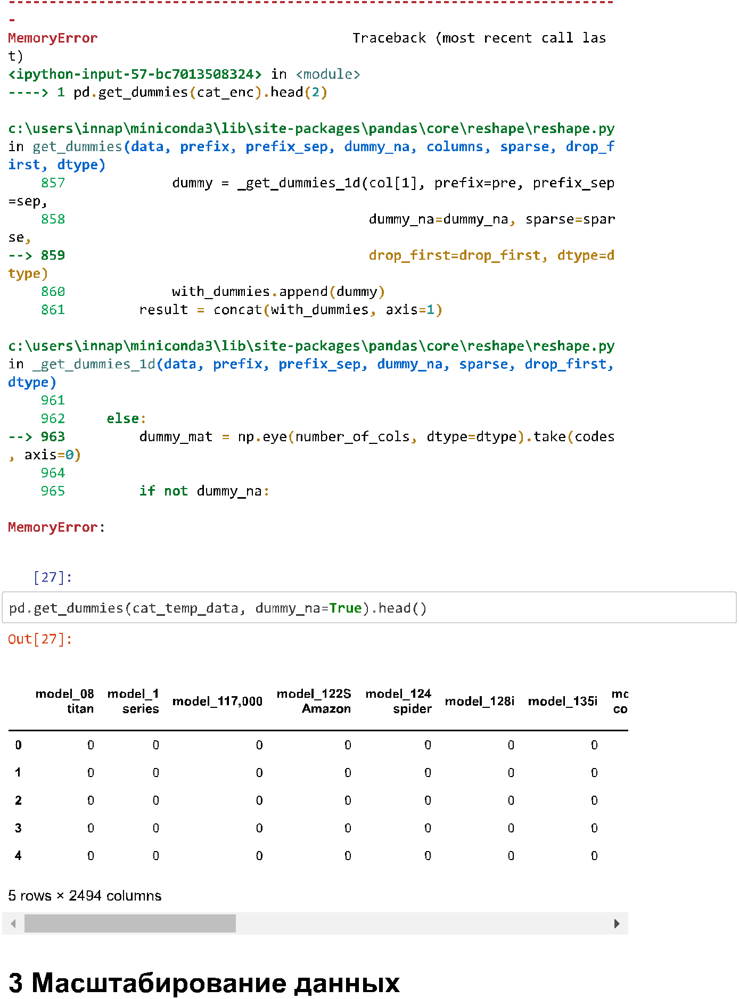 ---------------------------------------------------------------------------
-
MemoryError                               Traceback (most recent call las
t)
<ipython-input-57-bc7013508324> in <module>
----> 1 pd.get_dummies(cat_enc).head(2)
c:\users\innap\miniconda3\lib\site-packages\pandas\core\reshape\reshape.py
in get_dummies(data, prefix, prefix_sep, dummy_na, columns, sparse, drop_f
irst, dtype)
    857             dummy = _get_dummies_1d(col[1], prefix=pre, prefix_sep
=sep,
    858                                     dummy_na=dummy_na, sparse=spar
se,
--> 859                                     drop_first=drop_first, dtype=d
type)
    860             with_dummies.append(dummy)
    861         result = concat(with_dummies, axis=1)
c:\users\innap\miniconda3\lib\site-packages\pandas\core\reshape\reshape.py
in _get_dummies_1d(data, prefix, prefix_sep, dummy_na, sparse, drop_first,
dtype)
    961
    962     else:
--> 963         dummy_mat = np.eye(number_of_cols, dtype=dtype).take(codes
, axis=0)
    964
    965         if not dummy_na:
MemoryError:
[27]:
pd.get_dummies(cat_temp_data, dummy_na=True).head()
Out[27]:
model_08 titan model_1 series model_117,000 model_122S Amazon model_124 spider model_128i model_135i mc co
0 0 0 0 0 0 0 0
1 0 0 0 0 0 0 0
2 0 0 0 0 0 0 0
3 0 0 0 0 0 0 0
4 0 0 0 0 0 0 0
5 rows × 2494 columns
3 Масштабирование данных